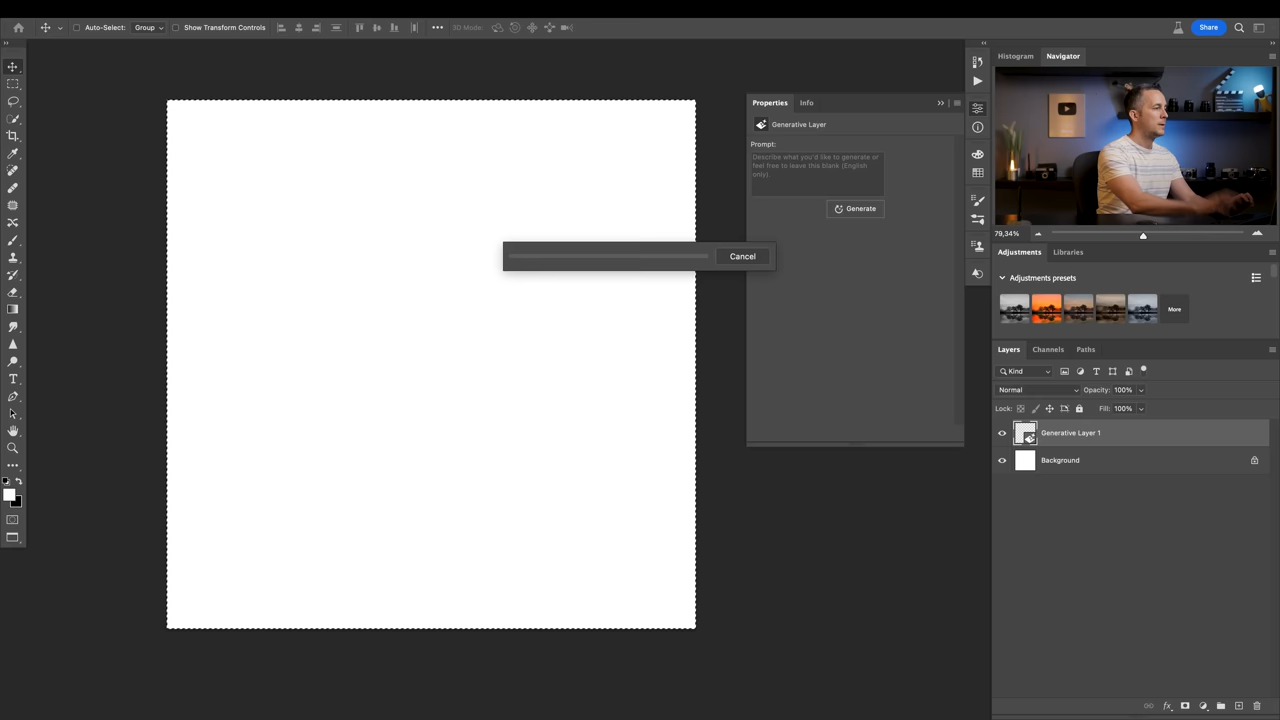 Auto-Select: Group Show Transform Controls ••• 3D Mode: Share
Histogram Navigator
Properties Info
Generative Layer
Prompt:
Describe what you'd like to generate or
feel free to leave this blank (English
only).
Generate
Cancel
79,34%
Adjustments Libraries
Adjustments presets
More
Layers Channels Paths
Kind
Normal Opacity: 100%
Lock: Fill: 100%
Generative Layer 1
Background
fx